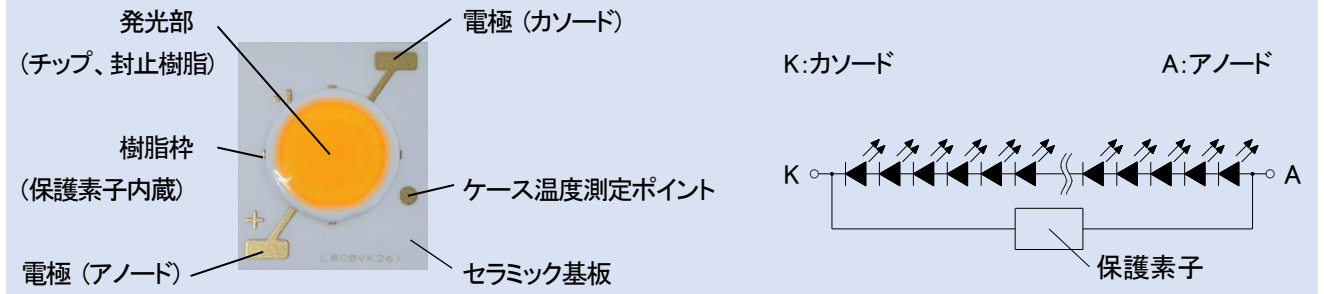 発光部
(チップ、封止樹脂)
電極 (カソード)
樹脂枠
(保護素子内蔵)
ケース温度測定ポイント
電極 (アノード)
セラミック基板
+
L8C0VK261
K:カソード
A:アノード
K
A
保護素子